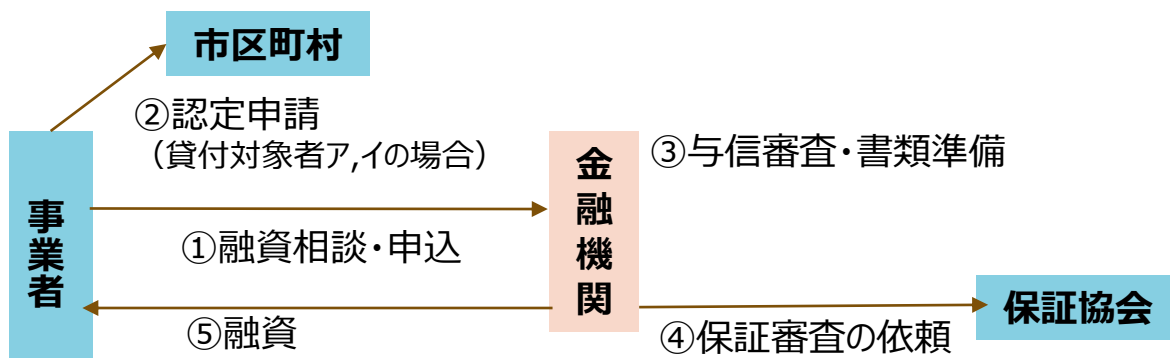 市区町村
②認定申請
（貸付対象者ア,イの場合）
事業者
①融資相談・申込
金融機関
③与信審査・書類準備
⑤融資
④保証審査の依頼
保証協会